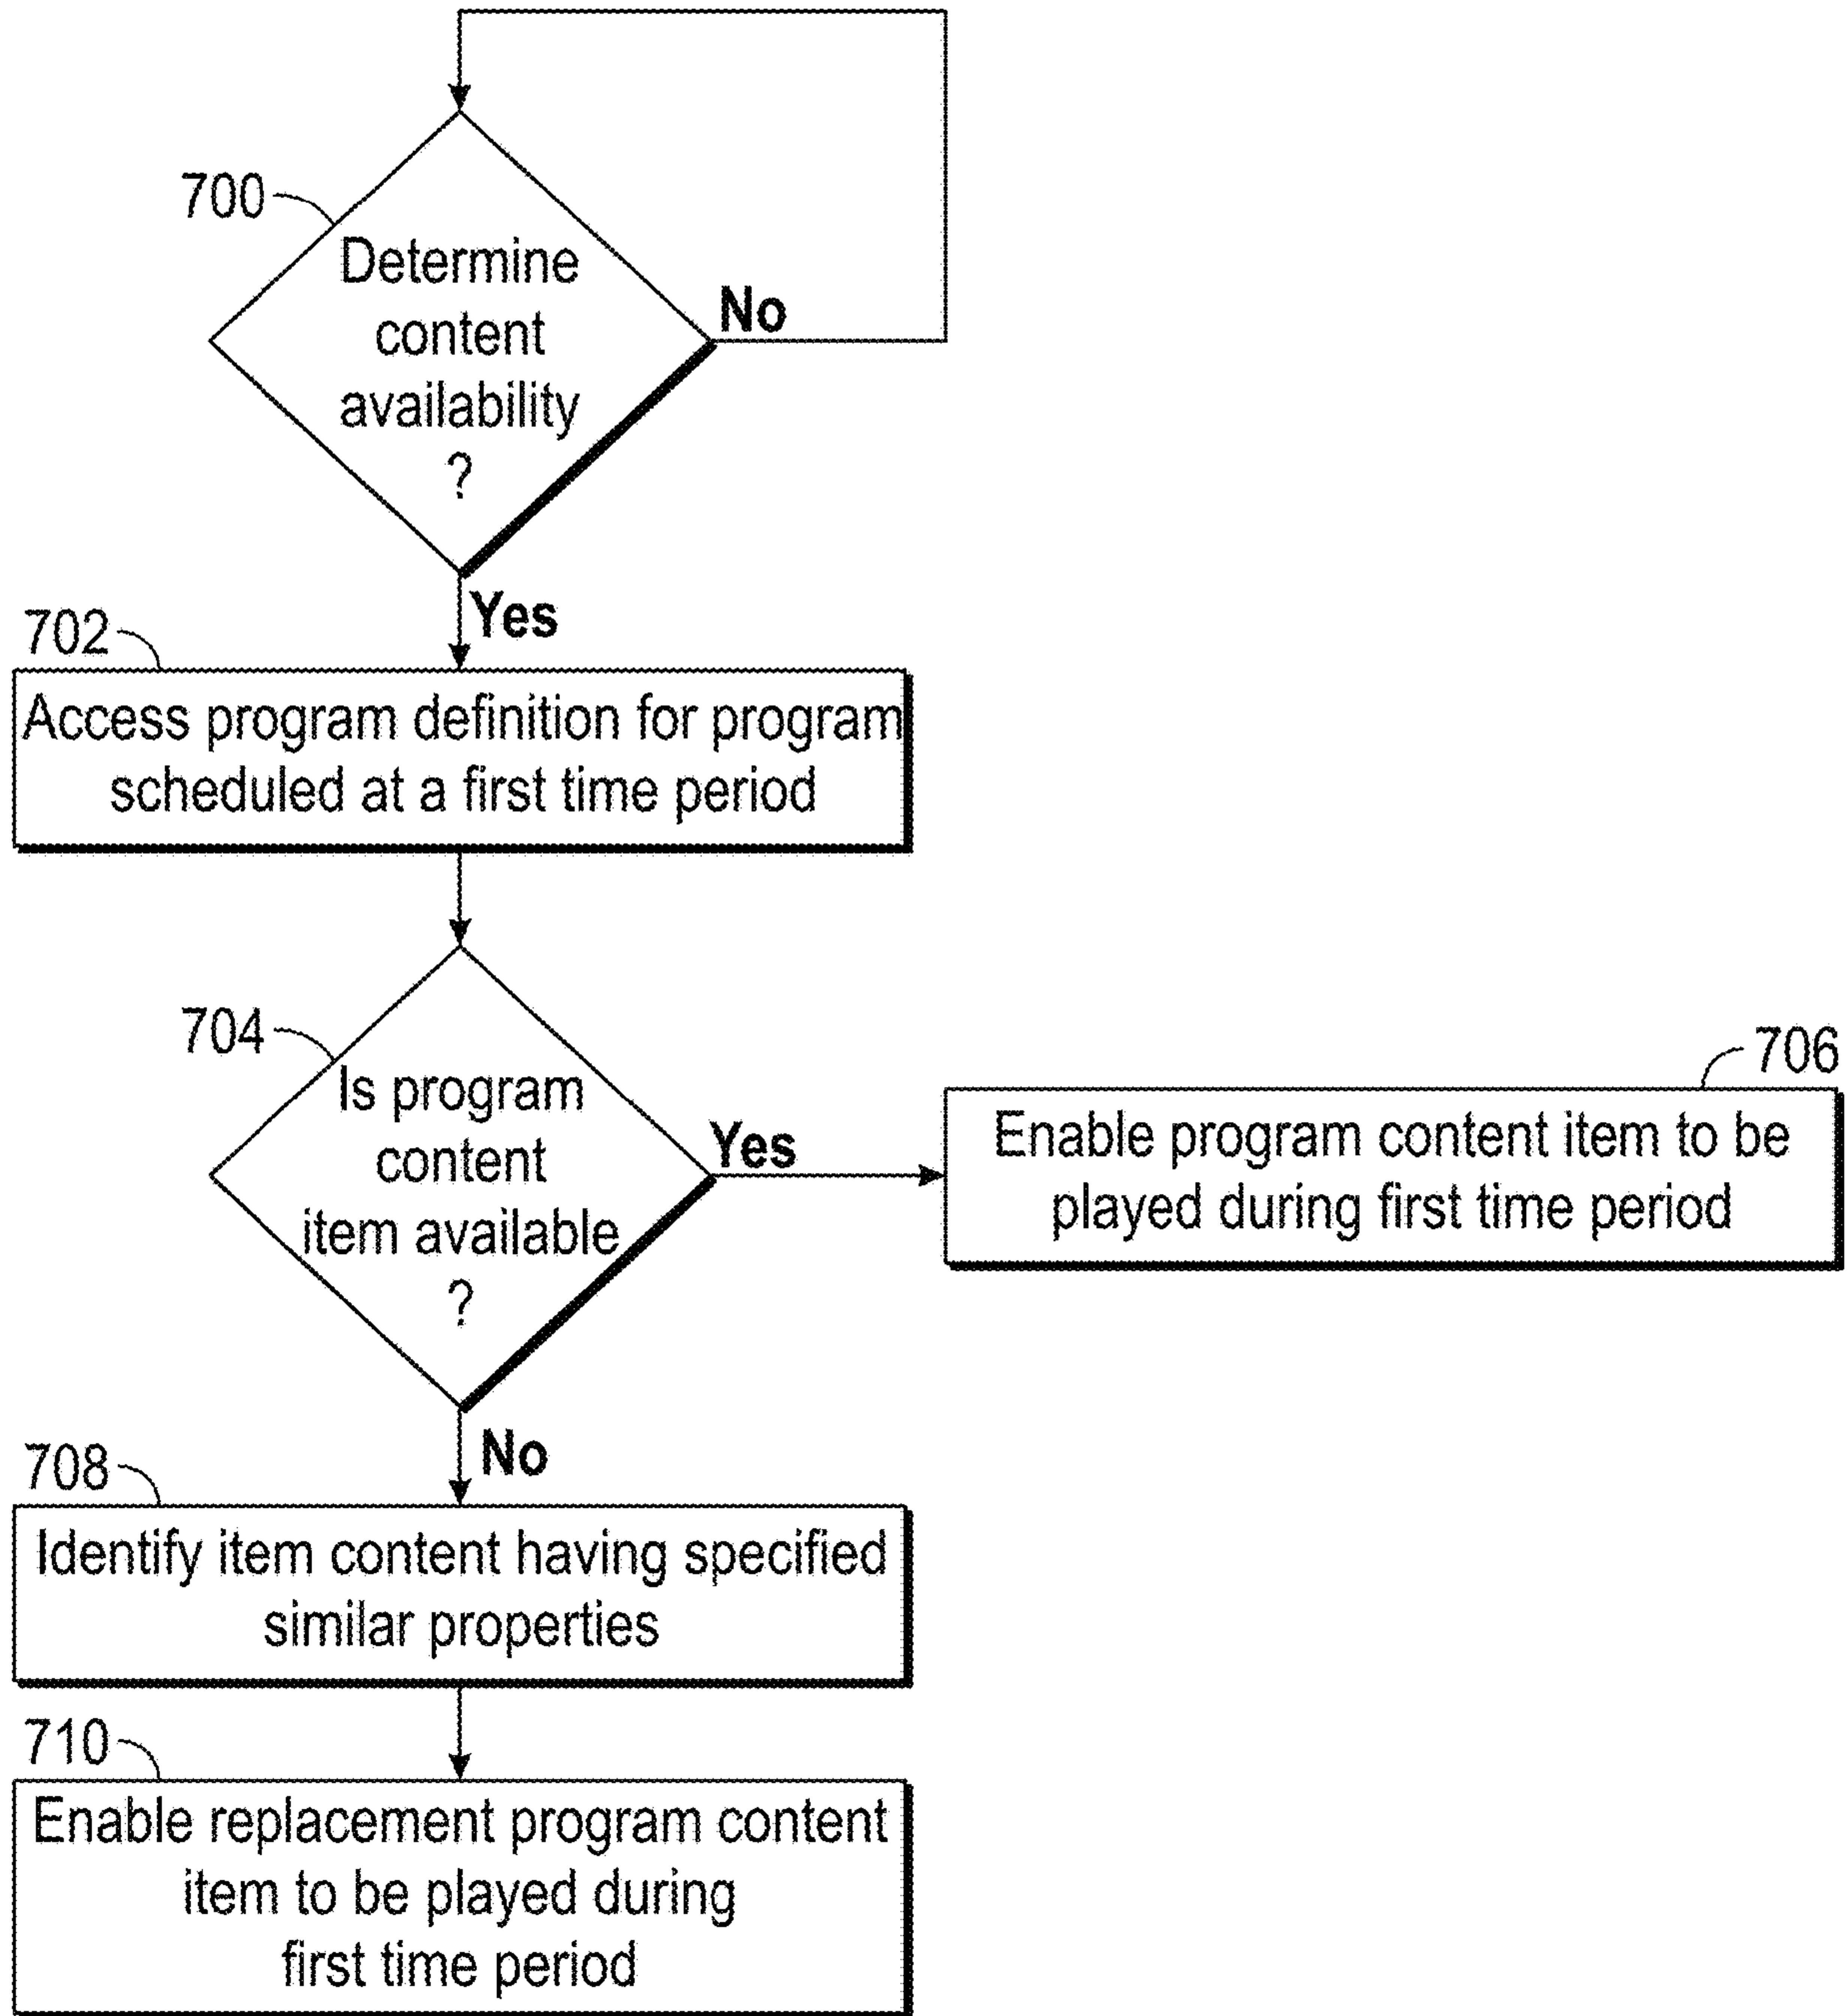 700
Determine
content
availability
?
No
Yes
702
Access program definition for program
scheduled at a first time period
704
Is program
content
item available
?
Yes
706
Enable program content item to be
played during first time period
No
708
Identify item content having specified
similar properties
710
Enable replacement program content
item to be played during
first time period